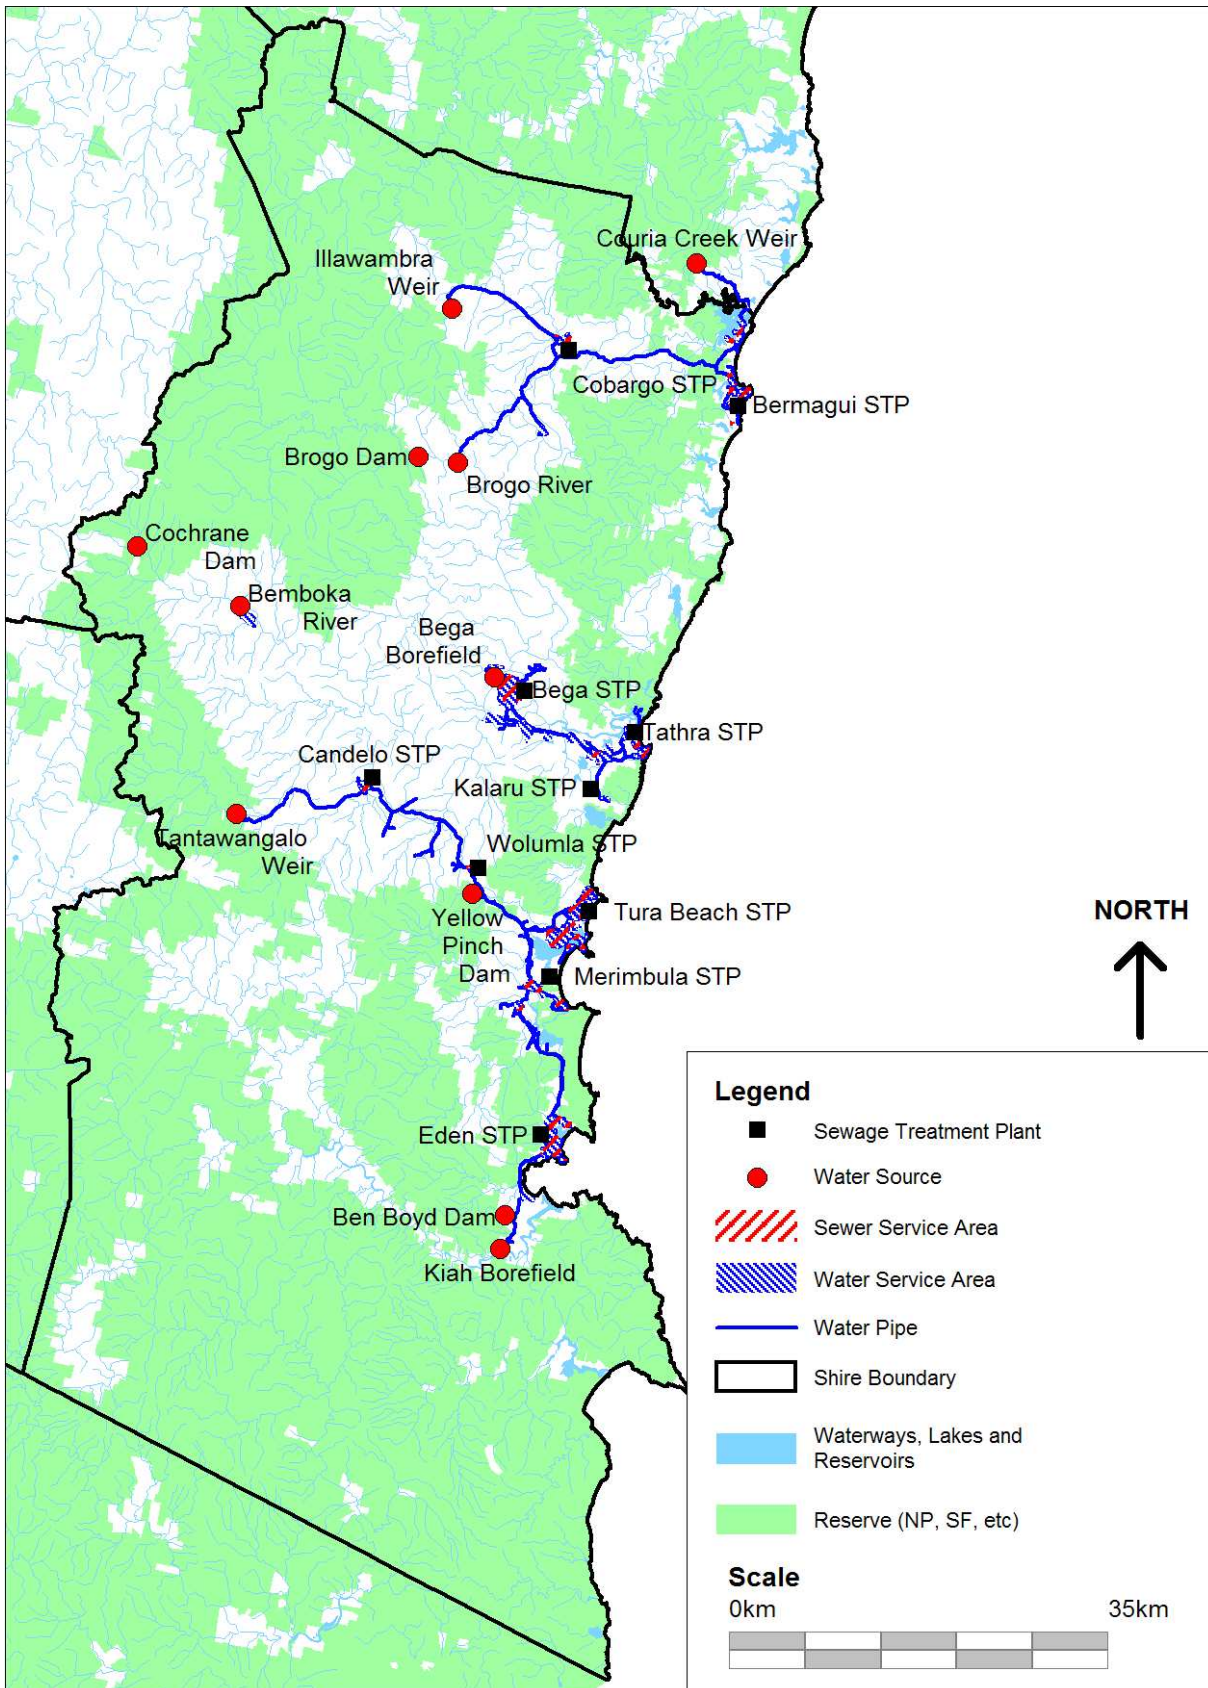 Couria Creek Weir
Illawambra
Weir
Cobargo STP
Bermagui STP
Brogo Dam
Brogo River
Cochrane
Dam
Bemboka
River
Bega
Borefield
Bega STP
Tathra STP
Candelo STP
Kalaru STP
Tantawangalo
Weir
Wolumla STP
Yellow
Pinch
Dam
Tura Beach STP
Merimbula STP
NORTH
Eden STP
Ben Boyd Dam
Kiah Borefield
Legend
Sewage Treatment Plant
Water Source
Sewer Service Area
Water Service Area
Water Pipe
Shire Boundary
Waterways, Lakes and
Reservoirs
Reserve (NP, SF, etc)
Scale
0km 35km